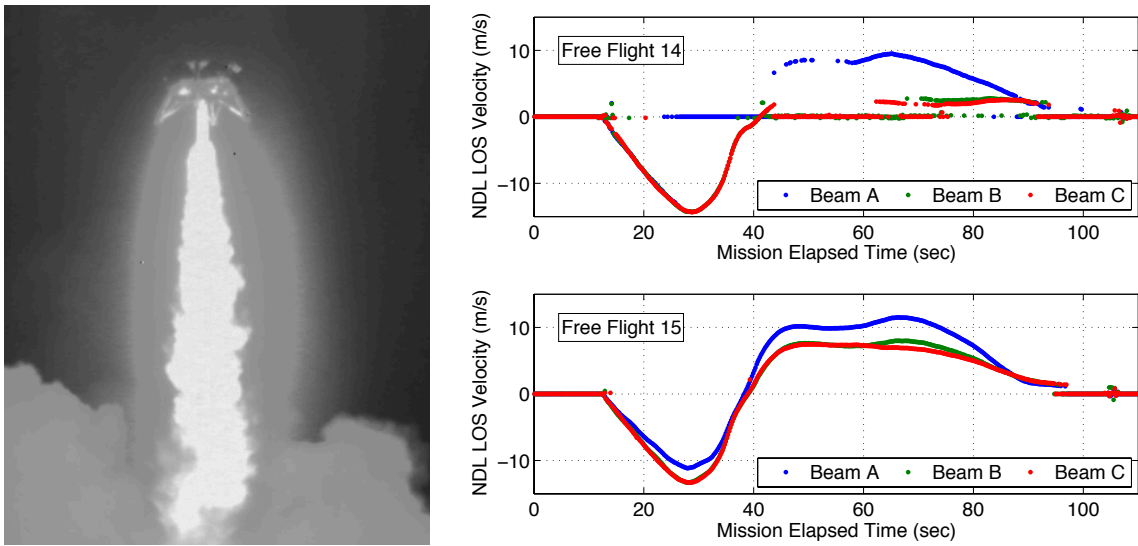 NDL LOS Velocity (m/s)
10
0
−10
Free Flight 14
Beam A
Beam B
Beam C
0
20
40
60
80
100
Mission Elapsed Time (sec)
NDL LOS Velocity (m/s)
10
0
−10
Free Flight 15
Beam A
Beam B
Beam C
0
20
40
60
80
100
Mission Elapsed Time (sec)